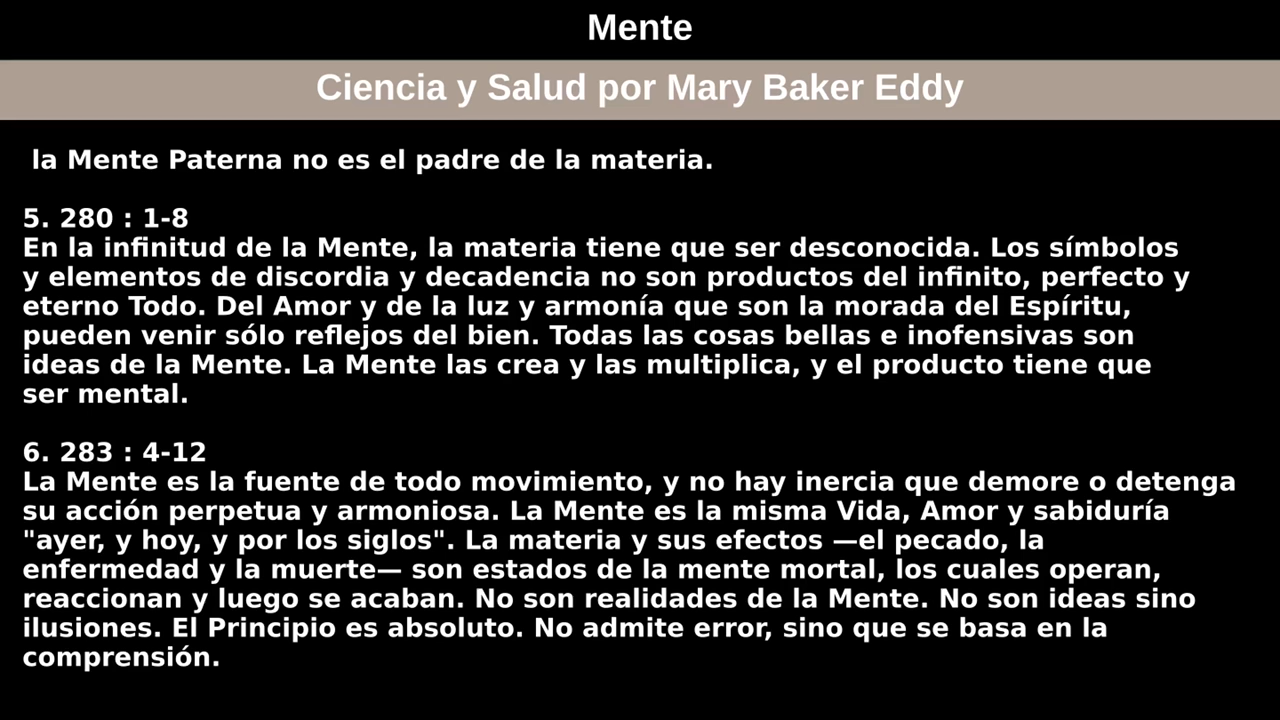 Mente
Ciencia y Salud por Mary Baker Eddy
la Mente Paterna no es el padre de la materia.
5. 280 : 1-8
En la infinitud de la Mente, la materia tiene que ser desconocida. Los símbolos
y elementos de discordia y decadencia no son productos del infinito, perfecto y
eterno Todo. Del Amor y de la luz y armonía que son la morada del Espíritu,
pueden venir sólo reflejos del bien. Todas las cosas bellas e inofensivas son
ideas de la Mente. La Mente las crea y las multiplica, y el producto tiene que
ser mental.
6. 283 : 4-12
La Mente es la fuente de todo movimiento, y no hay inercia que demore o detenga
su acción perpetua y armoniosa. La Mente es la misma Vida, Amor y sabiduría
"ayer, y hoy, y por los siglos". La materia y sus efectos —el pecado, la
enfermedad y la muerte— son estados de la mente mortal, los cuales operan,
reaccionan y luego se acaban. No son realidades de la Mente. No son ideas sino
ilusiones. El Principio es absoluto. No admite error, sino que se basa en la
comprensión.